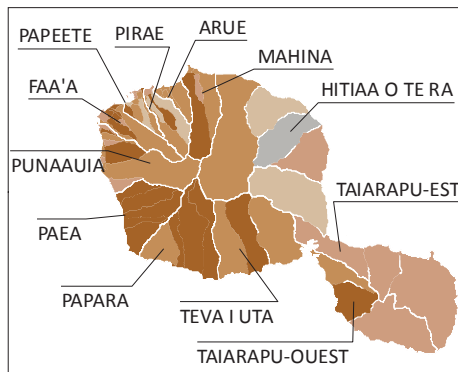 PAPEETE
PIRAE
ARUE
FAA'A
MAHINA
HITIAA O TE RA
PUNAAUIA
TAIARAPU-EST
PAEA
PAPARA
TEVA I UTA
TAIARAPU-OUEST